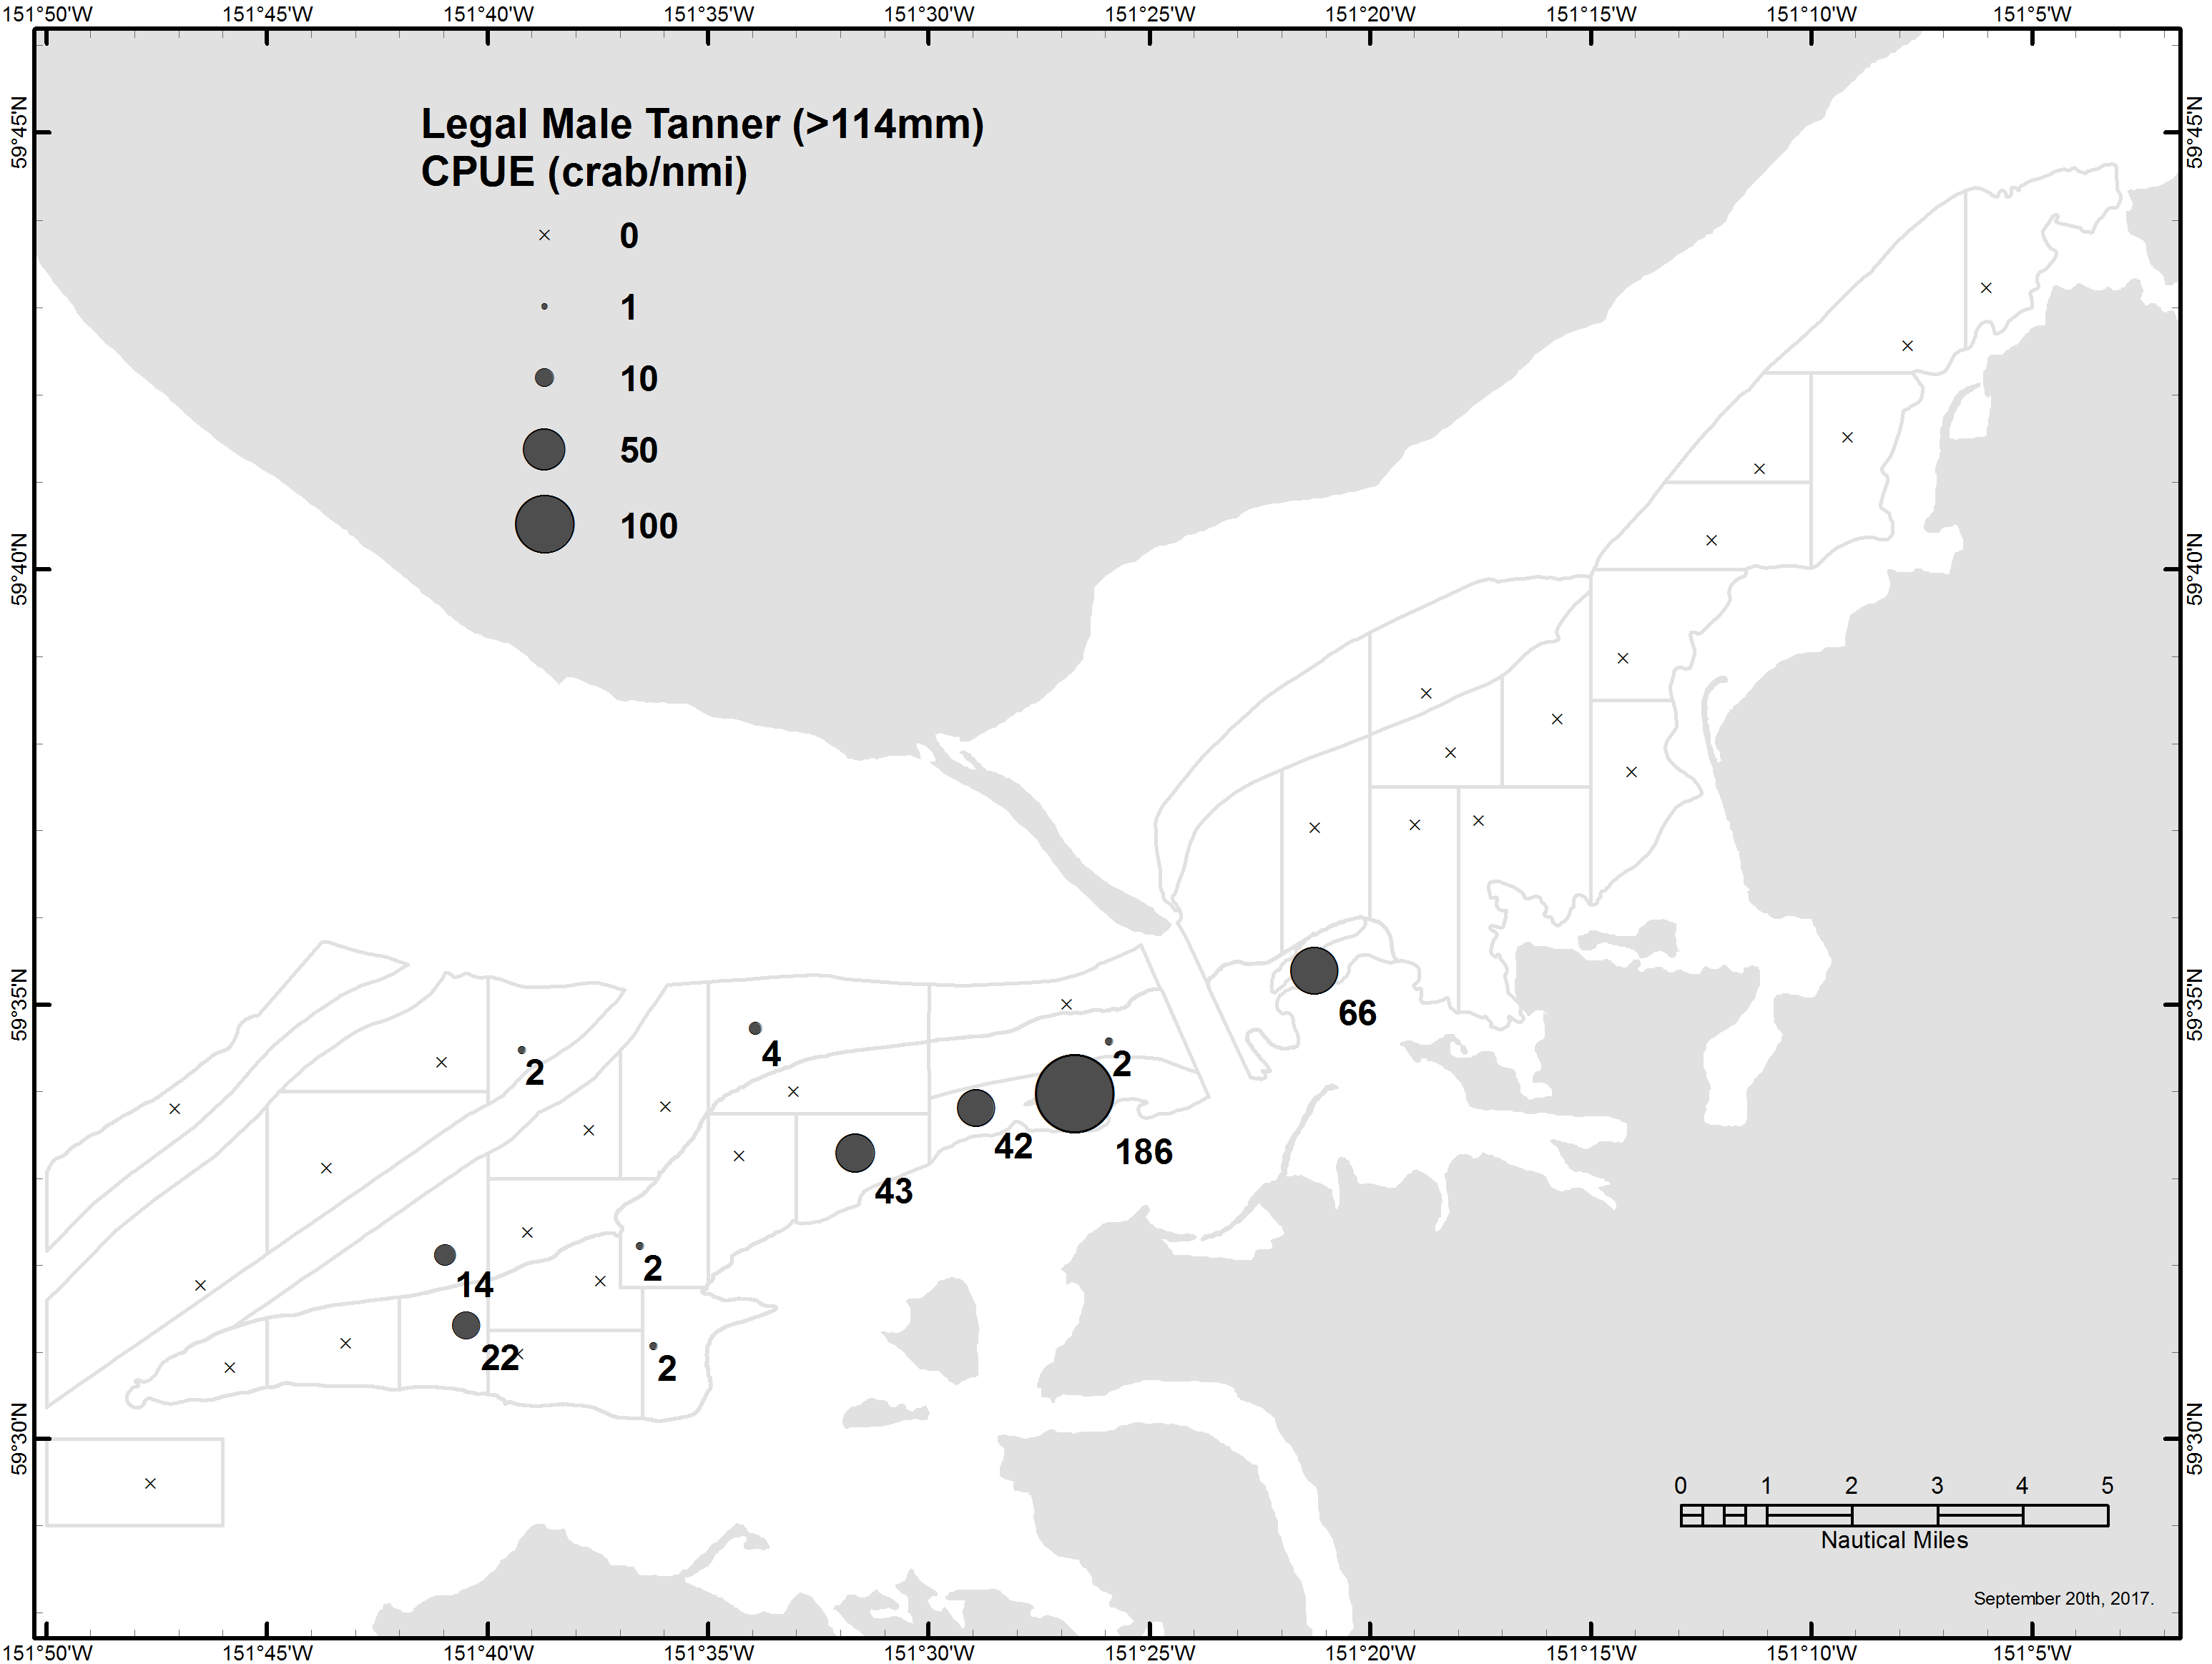 151°50'W 151°45'W 151°40'W 151°35'W 151°30'W 151°25'W 151°20'W 151°15'W 151°10'W 151°5'W
Legal Male Tanner (>114mm)
CPUE (crab/nmi)
0
1
10
50
100
59°45'N 59°45'N
59°40'N 59°40'N
59°35'N 59°35'N
66
4
2
2
42
186
43
2
14
22
2
59°30'N 59°30'N
0 1 2 3 4 5
Nautical Miles
September 20th, 2017.
151°50'W 151°45'W 151°40'W 151°35'W 151°30'W 151°25'W 151°20'W 151°15'W 151°10'W 151°5'W